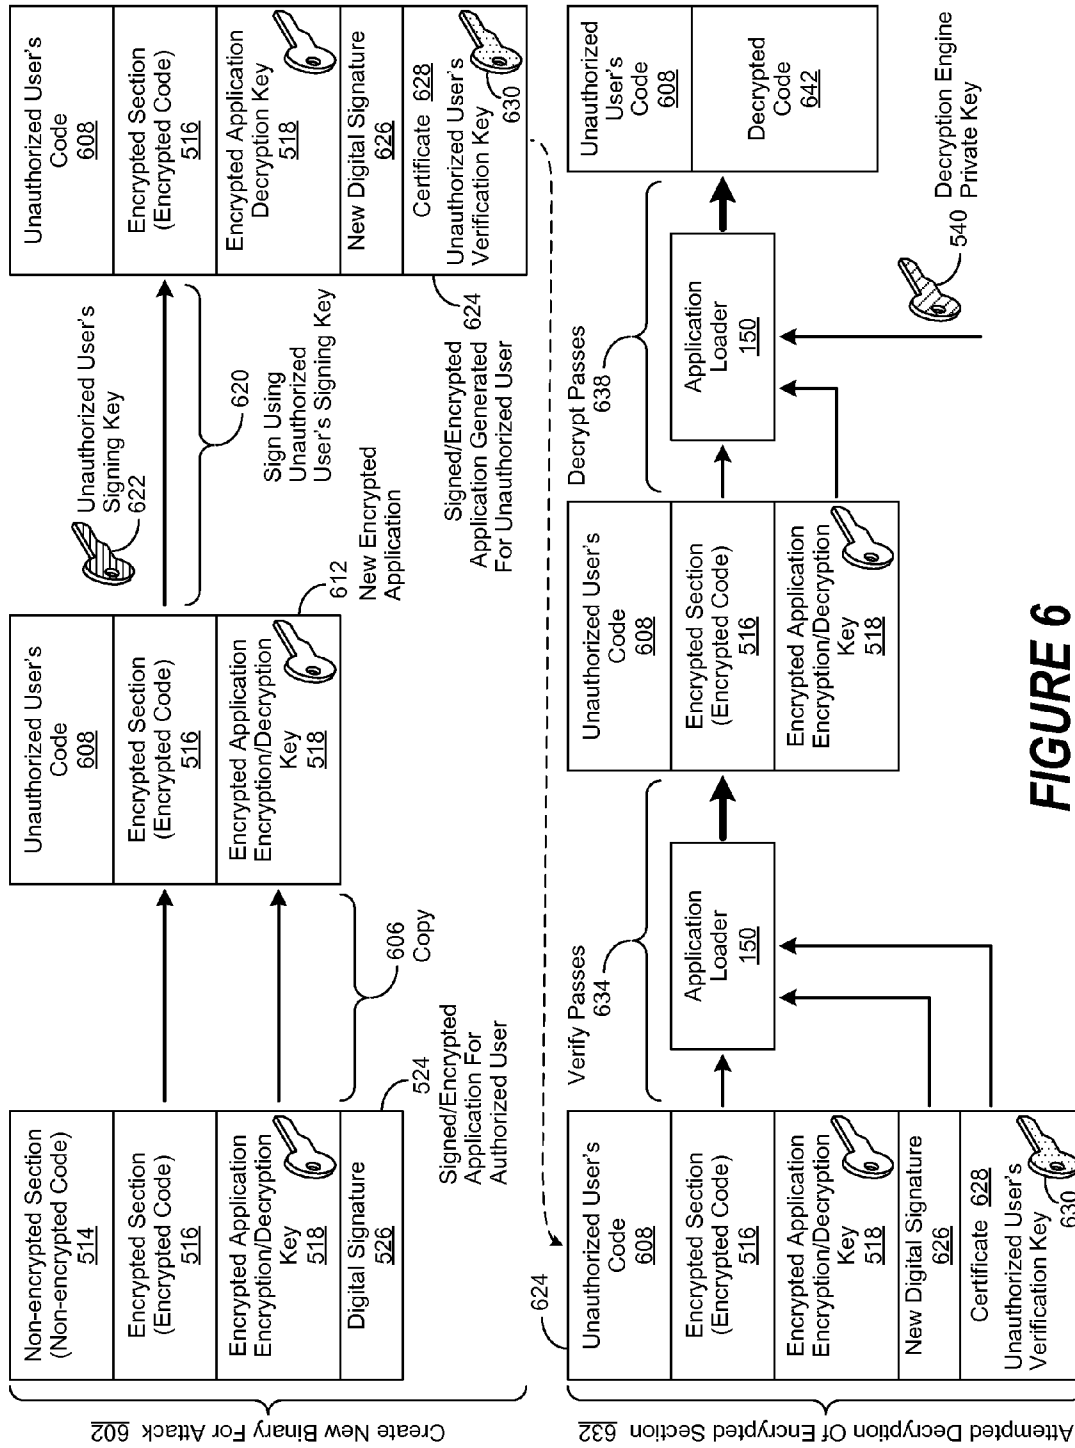 Create New Binary For Attack 602
Non-encrypted Section
(Non-encrypted Code)
514
Encrypted Section
(Encrypted Code)
516
Encrypted Application
Encryption/Decryption
Key
518
Digital Signature
526
524
Signed/Encrypted
Application For
Authorized User
606
Copy
Unauthorized User's
Code
608
Encrypted Section
(Encrypted Code)
516
Encrypted Application
Encryption/Decryption
Key
518
612
New Encrypted
Application
Unauthorized User's
Signing Key
622
620
Sign Using
Unauthorized
User's Signing Key
Unauthorized User's
Code
608
Encrypted Section
(Encrypted Code)
516
Encrypted Application
Decryption Key
518
New Digital Signature
626
Certificate 628
Unauthorized User's
Verification Key
630
624
Signed/Encrypted
Application Generated
For Unauthorized User
Attempted Decryption Of Encrypted Section 632
624
Unauthorized User's
Code
608
Encrypted Section
(Encrypted Code)
516
Encrypted Application
Encryption/Decryption
Key
518
New Digital Signature
626
Certificate 628
Unauthorized User's
Verification Key
630
Verify Passes
634
Application
Loader
150
Unauthorized User's
Code
608
Encrypted Section
(Encrypted Code)
516
Encrypted Application
Encryption/Decryption
Key
518
Decrypt Passes
638
Application
Loader
150
540
Decryption Engine
Private Key
Unauthorized
User's
Code
608
Decrypted
Code
642
FIGURE 6